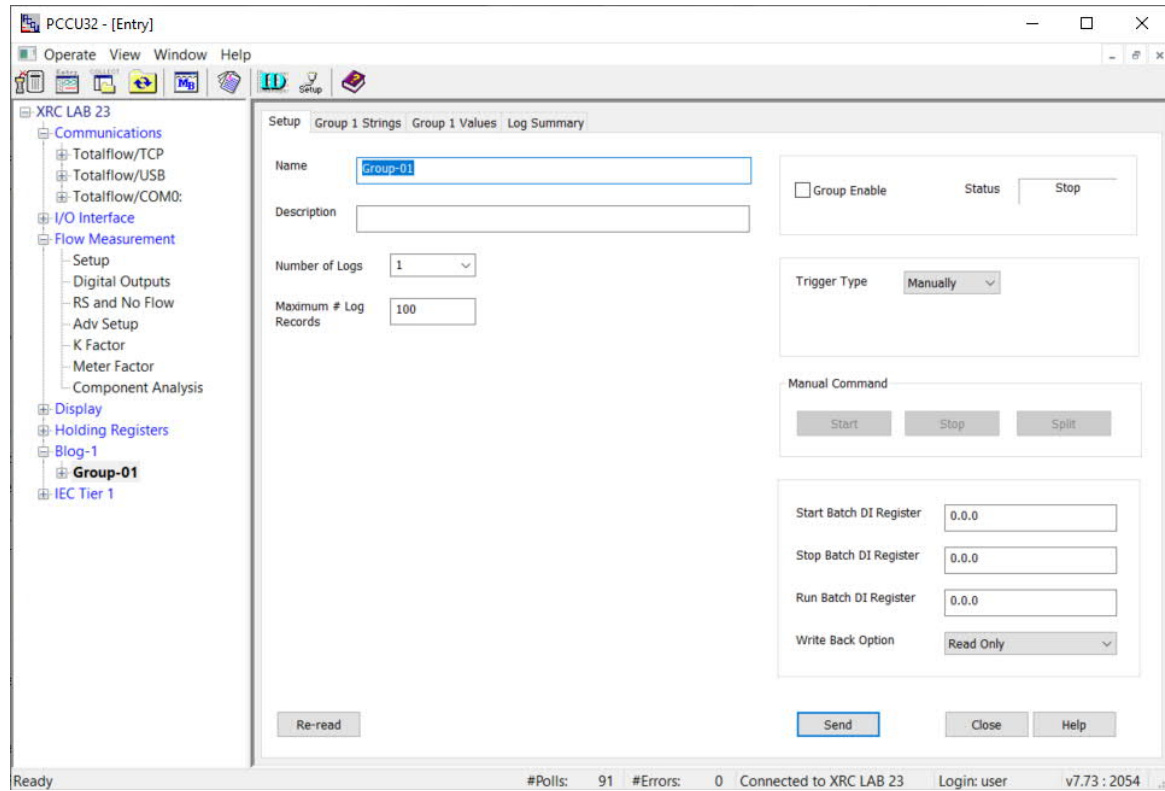 PCCU32 - [Entry]
Operate View Window Help
XRC LAB 23
Communications
Totalflow/TCP
Totalflow/USB
Totalflow/COM0:
I/O Interface
Flow Measurement
Setup
Digital Outputs
RS and No Flow
Adv Setup
K Factor
Meter Factor
Component Analysis
Display
Holding Registers
Blog-1
Group-01
IEC Tier 1
Setup Group 1 Strings Group 1 Values Log Summary
Name Group-01
Description
Number of Logs 1
Maximum # Log
Records 100
Group Enable Status Stop
Trigger Type Manually
Manual Command
Start Stop Split
Start Batch DI Register 0.0.0
Stop Batch DI Register 0.0.0
Run Batch DI Register 0.0.0
Write Back Option Read Only
Re-read Send Close Help
Ready #Polls: 91 #Errors: 0 Connected to XRC LAB 23 Login: user v7.73 : 2054